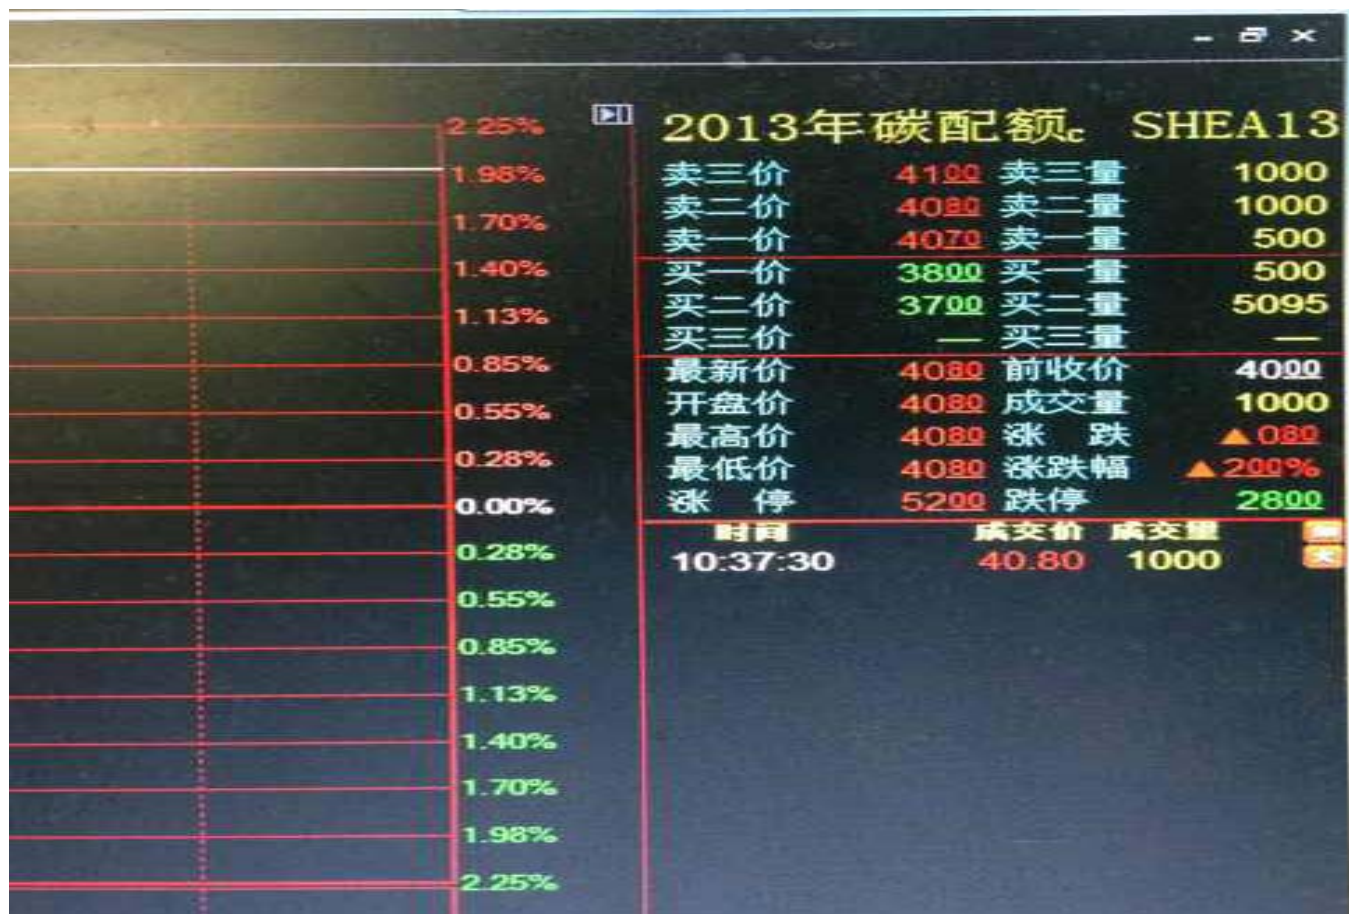 2013年碳配额c SHEA13
2.25%
1.98%
1.70%
1.40%
1.13%
0.85%
0.55%
0.28%
0.00%
0.28%
0.55%
0.85%
1.13%
1.40%
1.70%
1.98%
2.25%
卖三价 4100 卖三量 1000
卖二价 4080 卖二量 1000
卖一价 4070 卖一量 500
买一价 3800 买一量 500
买二价 3700 买二量 5095
买三价 — 买三量 —
最新价 4080 前收价 4000
开盘价 4080 成交量 1000
最高价 4080 涨 跌 ▲080
最低价 4080 涨跌幅 ▲200%
涨 停 5200 跌停 2800
时间 成交价 成交量
10:37:30 40.80 1000